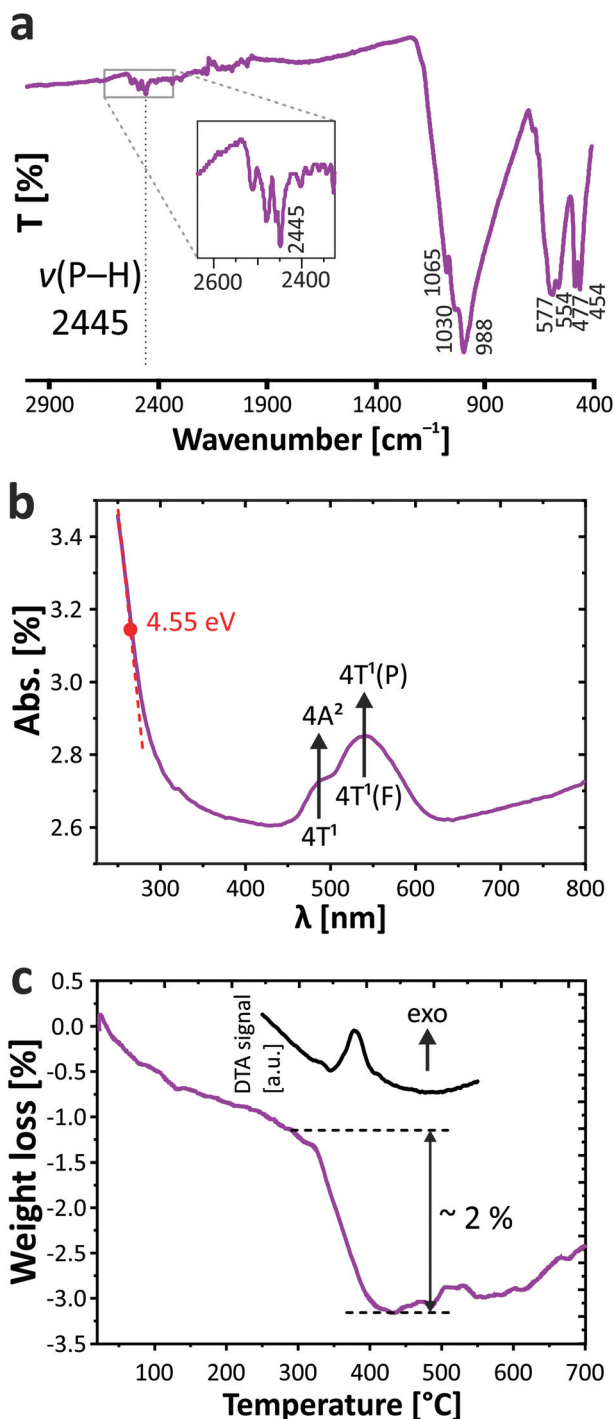 a
T [%]
ν(P–H)
2445
2445
2600
2400
1065
1030
988
577
554
477
454
2900
2400
1900
1400
900
400
Wavenumber [cm⁻¹]
b
Abs. [%]
3.4
3.2
3.0
2.8
2.6
4.55 eV
4A²
4T¹
4T¹(P)
4T¹(F)
300
400
500
600
700
800
λ [nm]
c
Weight loss [%]
0.5
0.0
-0.5
-1.0
-1.5
-2.0
-2.5
-3.0
-3.5
DTA signal
[a.u.]
exo
~ 2 %
100
200
300
400
500
600
700
Temperature [°C]